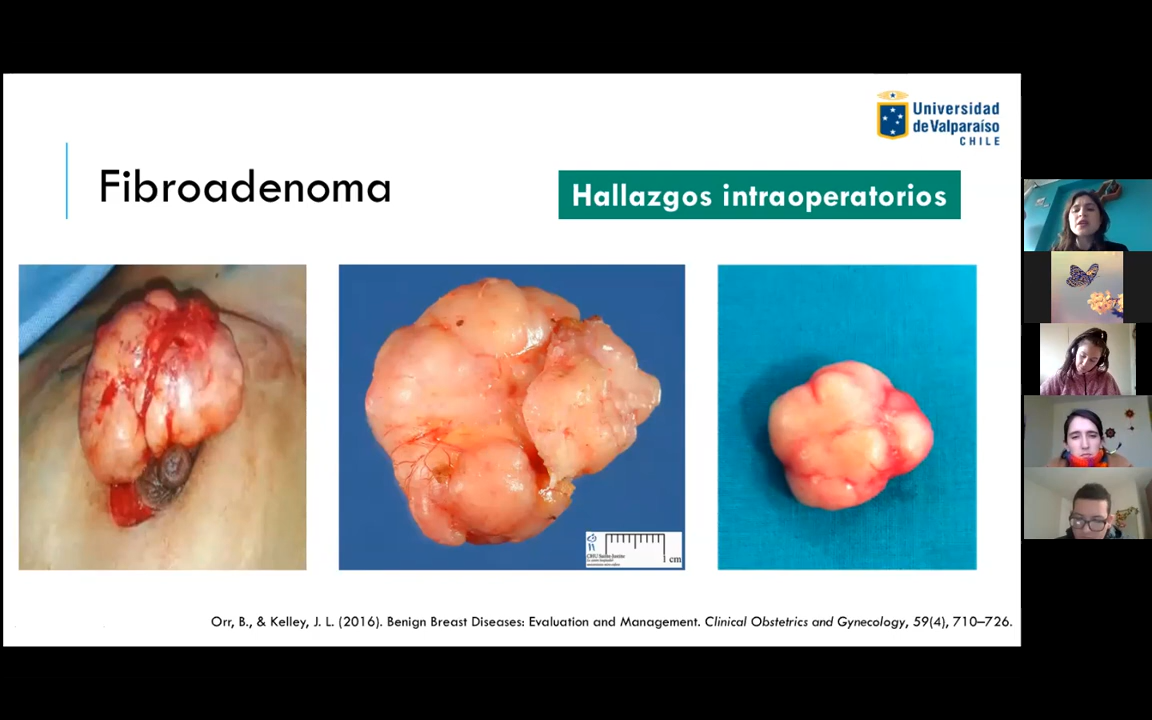 Universidad
de Valparaíso
CHILE
Fibroadenoma
Hallazgos intraoperatorios
1 cm
Orr, B., & Kelley, J. L. (2016). Benign Breast Diseases: Evaluation and Management. Clinical Obstetrics and Gynecology, 59(4), 710–726.